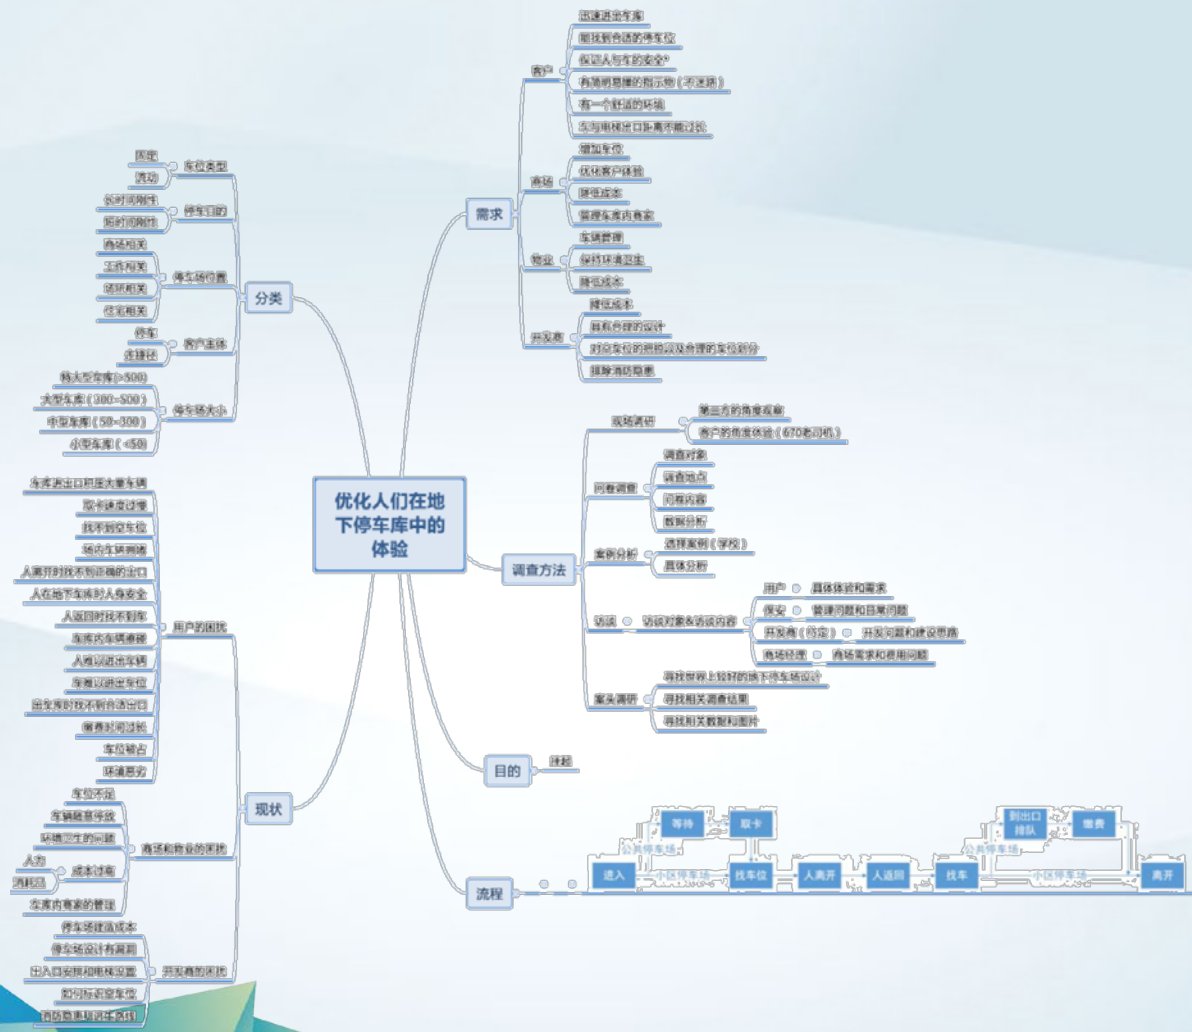 优化人们在地
下停车库中的
体验
需求
客户
迅速进出车库
能找到合适的停车位
保证人与车的安全*
有简明易懂的指示物（不迷路）
有一个舒适的环境
车与电梯出口距离不能过长
商场
增加车位
优化客户体验
降低成本
管理车库内商家
物业
车辆管理
保持环境卫生
降低成本
开发商
降低成本
具有合理的设计
对空车位的把控以及合理的车位划分
排除消防隐患
调查方法
现场调研
第三方的角度观察
客户的角度体验（670老司机）
问卷调查
调查对象
调查地点
问卷内容
数据分析
案例分析
选择案例（学校）
具体分析
访谈
访谈对象&访谈内容
用户
具体体验和需求
保安
管理问题和日常问题
开发商（待定）
开发问题和建设思路
商场经理
商场需求和费用问题
案头调研
寻找世界上较好的地下停车场设计
寻找相关调查结果
寻找相关数据和图片
目的
挂起
流程
进入
公共停车场
等待
取卡
小区停车场
找车位
人离开
人返回
找车
公共停车场
到出口
排队
缴费
小区停车场
离开
分类
车位类型
固定
流动
停车目的
长时间刚性
短时间刚性
停车场位置
商场相关
工作相关
场所相关
住宅相关
客户主体
停车
连接径
停车场大小
特大型车库(>500)
大型车库（300~500）
中型车库（50~300）
小型车库（<50）
现状
用户的困扰
车库进出口积压大量车辆
取卡速度过慢
找不到空车位
场内车辆拥堵
人离开时找不到正确的出口
人在地下车库时人身安全
人返回时找不到车
车库内车辆碰碰
人难以进出车辆
车难以进出车位
出车库时找不到合适出口
缴费时间过长
车位被占
环境恶劣
商场和物业的困扰
车位不足
车辆随意停放
环境卫生的问题
成本过高
人力
消耗品
车库内商家的管理
开发商的困扰
停车场建造成本
停车场设计有漏洞
出入口安排和电梯设置
如何标识空车位